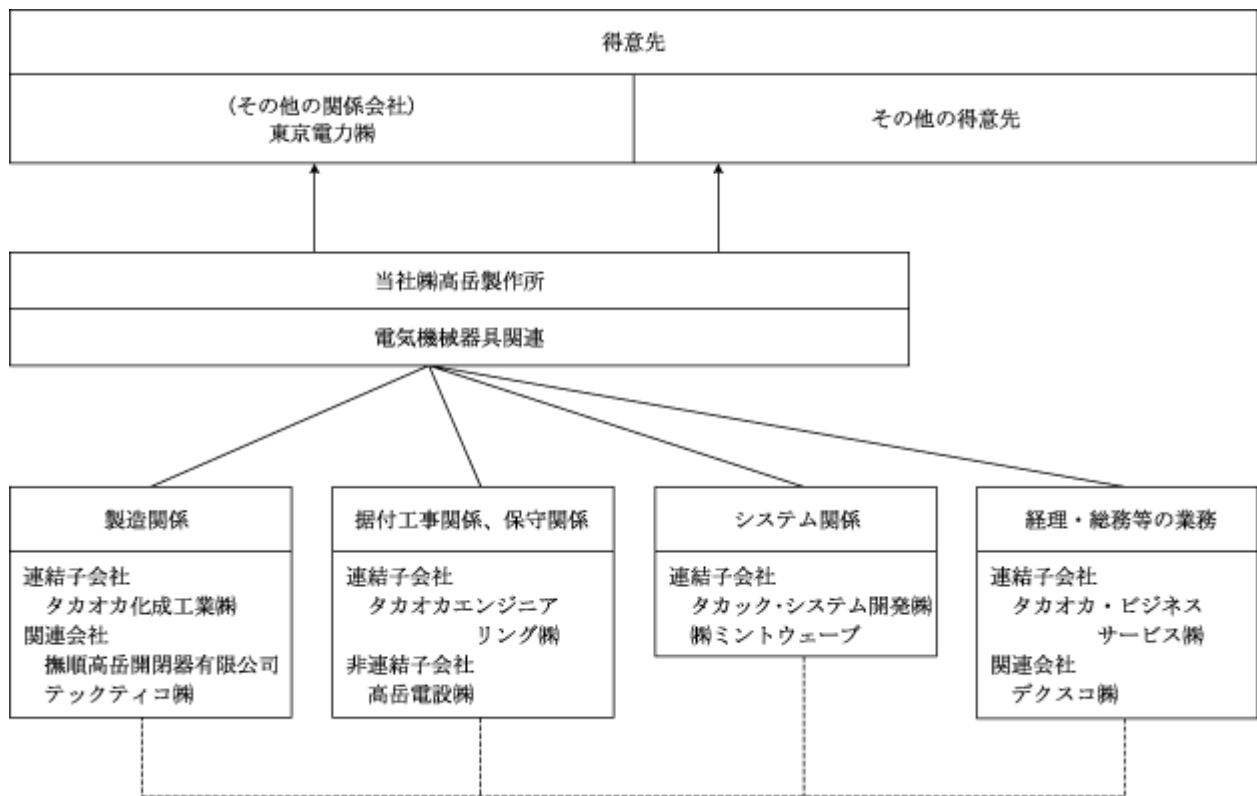 得意先
(その他の関係会社)
東京電力㈱
その他の得意先
当社㈱高岳製作所
電気機械器具関連
製造関係
連結子会社
タカオカ化成工業㈱
関連会社
撫順高岳開閉器有限公司
テックティコ㈱
据付工事関係、保守関係
連結子会社
タカオカエンジニア
リング㈱
非連結子会社
高岳電設㈱
システム関係
連結子会社
タカック・システム開発㈱
㈱ミントウェーブ
経理・総務等の業務
連結子会社
タカオカ・ビジネス
サービス㈱
関連会社
デクスコ㈱